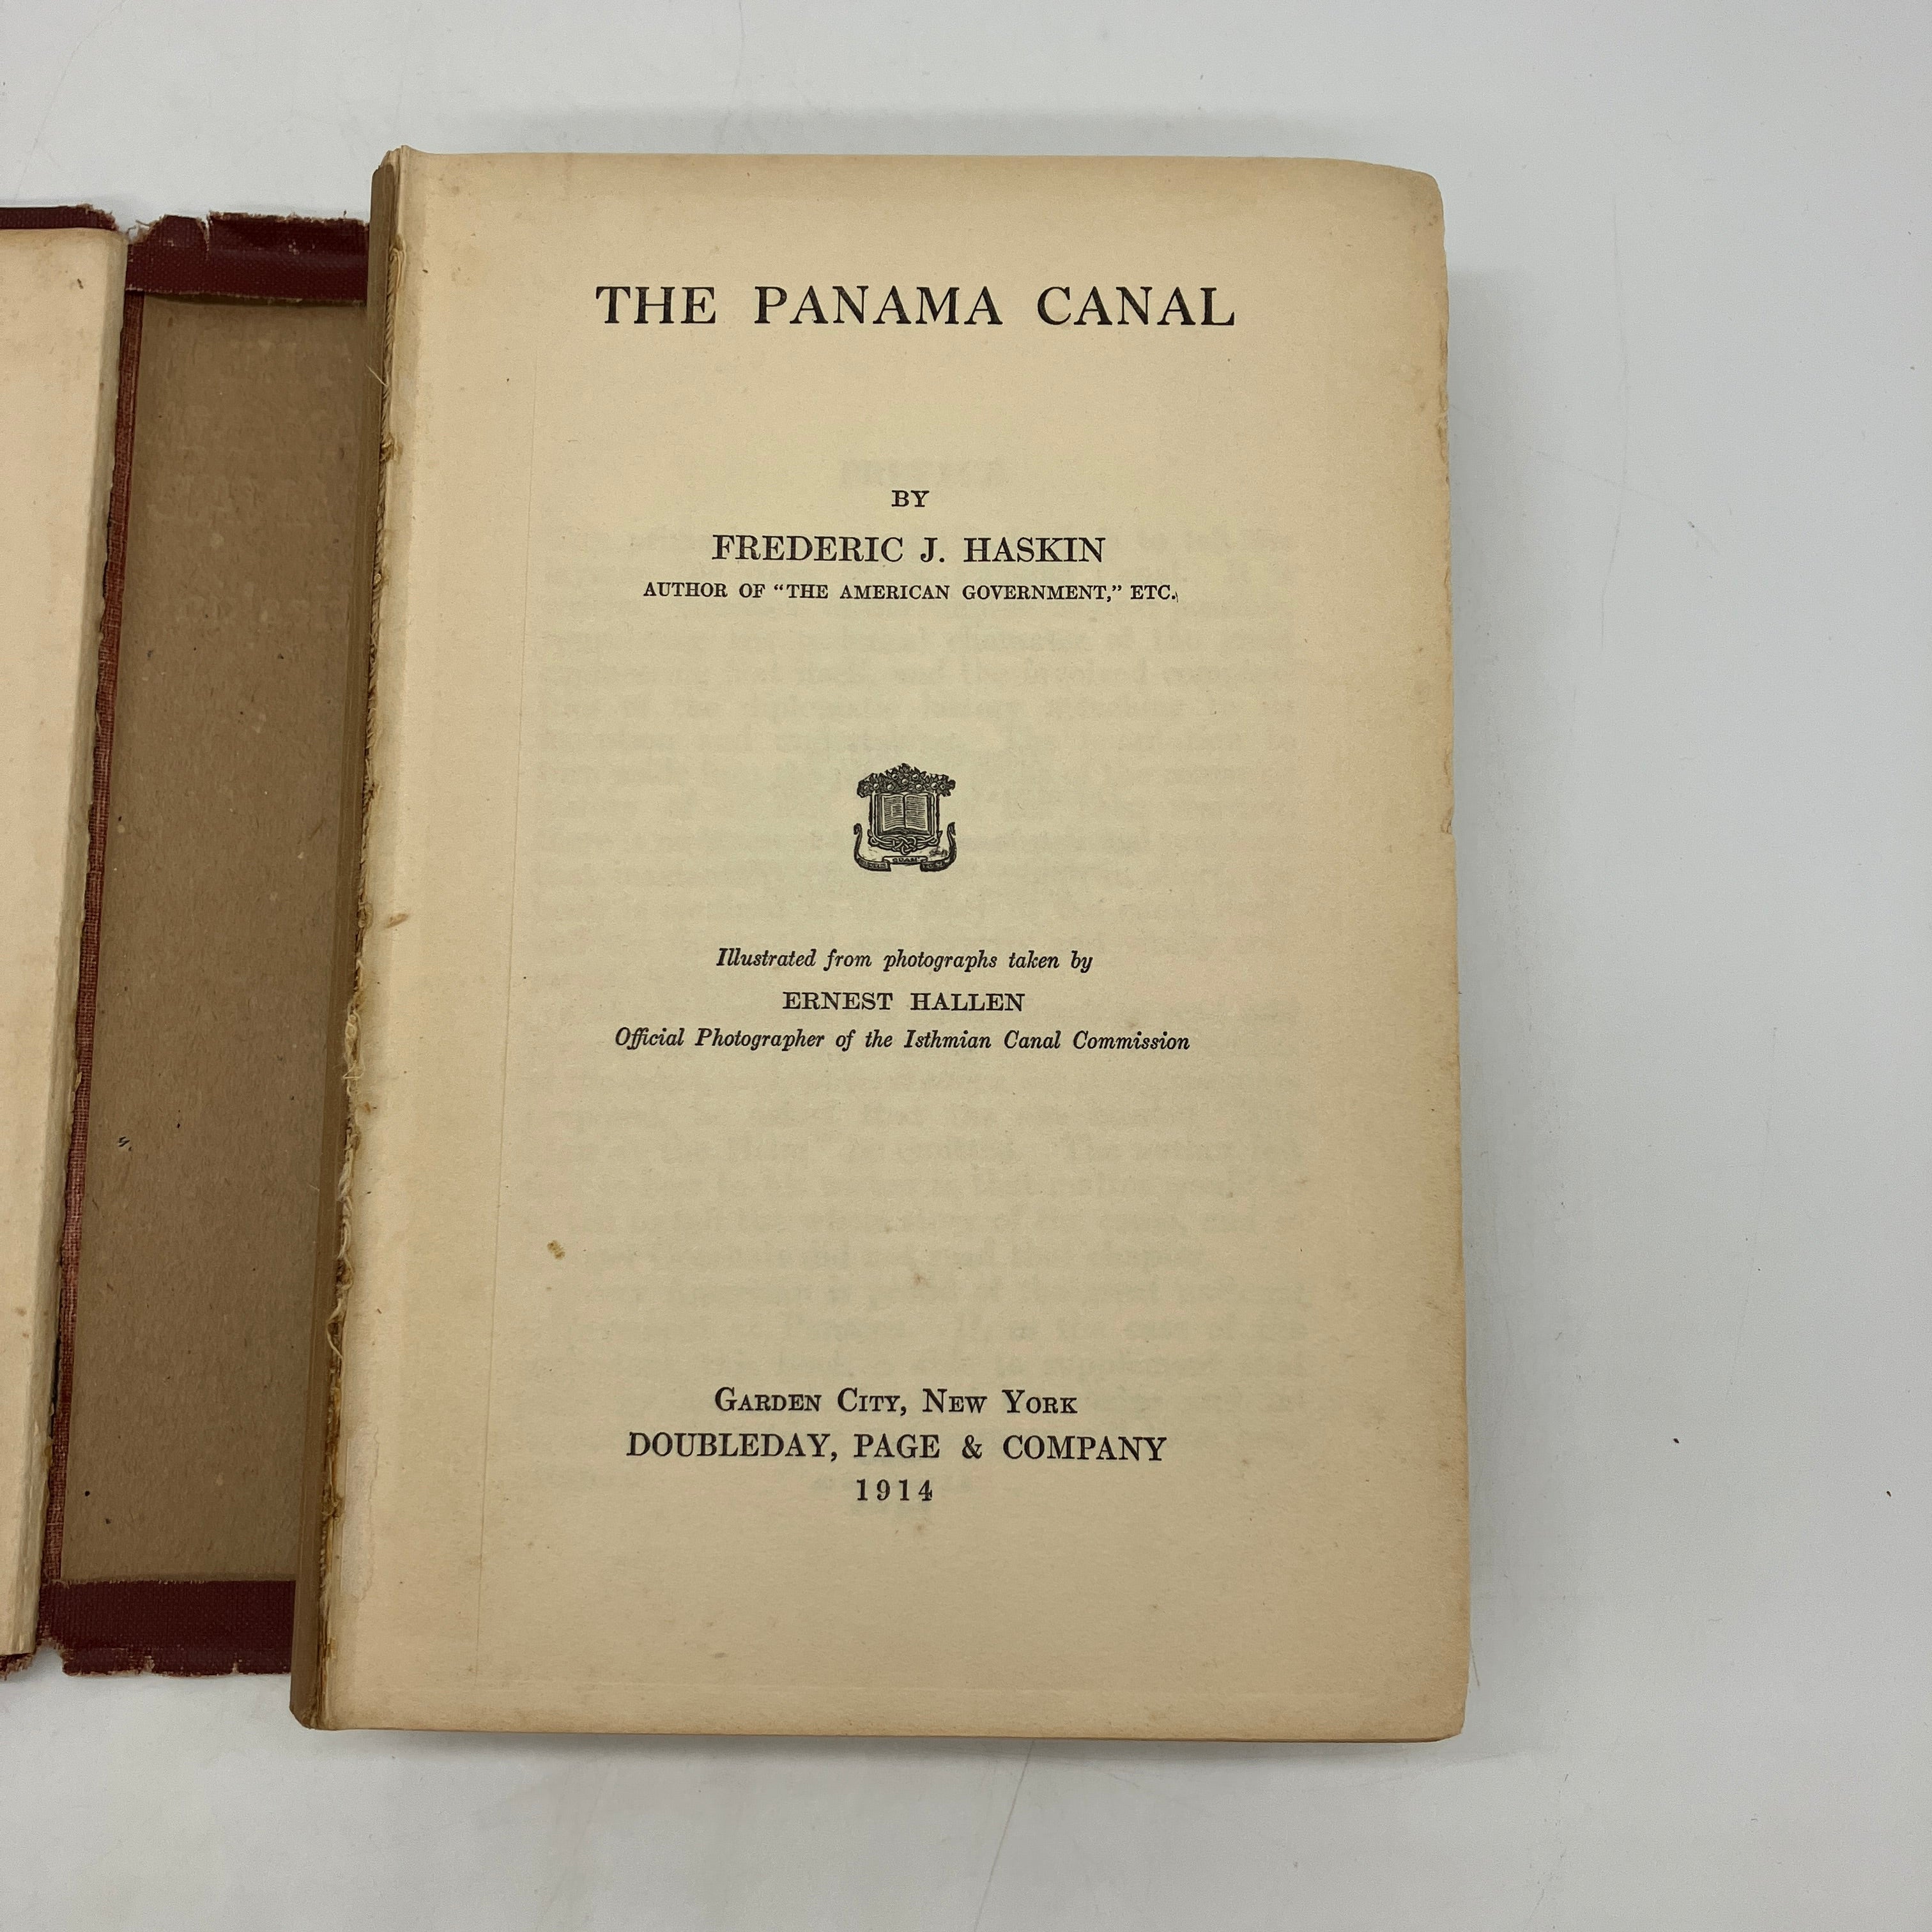 THE PANAMA CANAL
BY
FREDERIC J. HASKIN
AUTHOR OF “THE AMERICAN GOVERNMENT,” ETC.
Illustrated from photographs taken by
ERNEST HALLEN
Official Photographer of the Isthmian Canal Commission
GARDEN CITY, NEW YORK
DOUBLEDAY, PAGE & COMPANY
1914